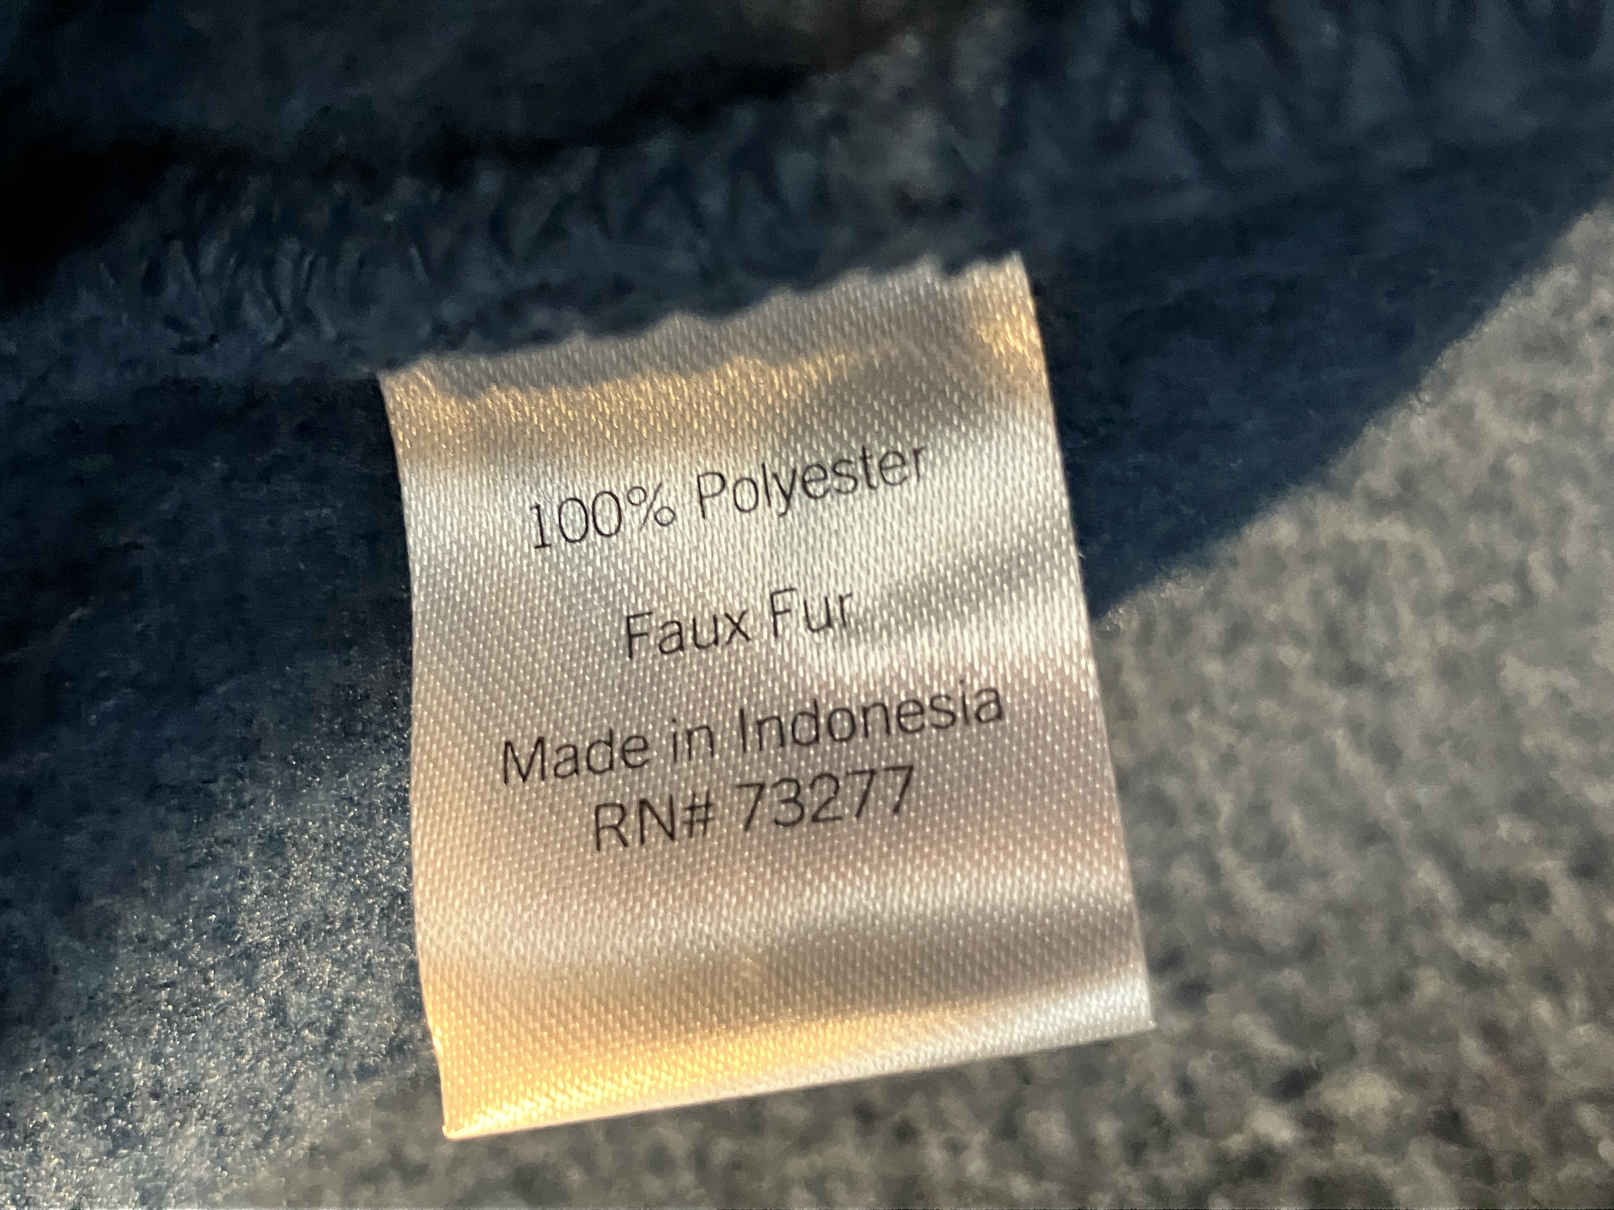 100% Polyester
Faux Fur
Made in Indonesia
RN# 73277